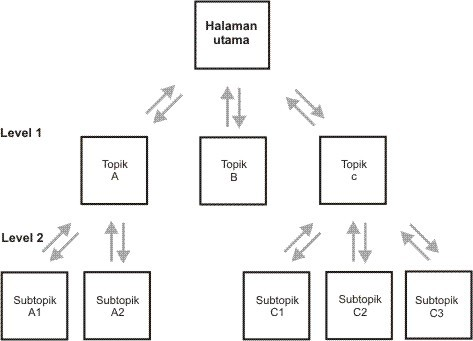 Halaman
utama
Level 1
Topik
A
Topik
B
Topik
c
Level 2
Subtopik
A1
Subtopik
A2
Subtopik
C1
Subtopik
C2
Subtopik
C3